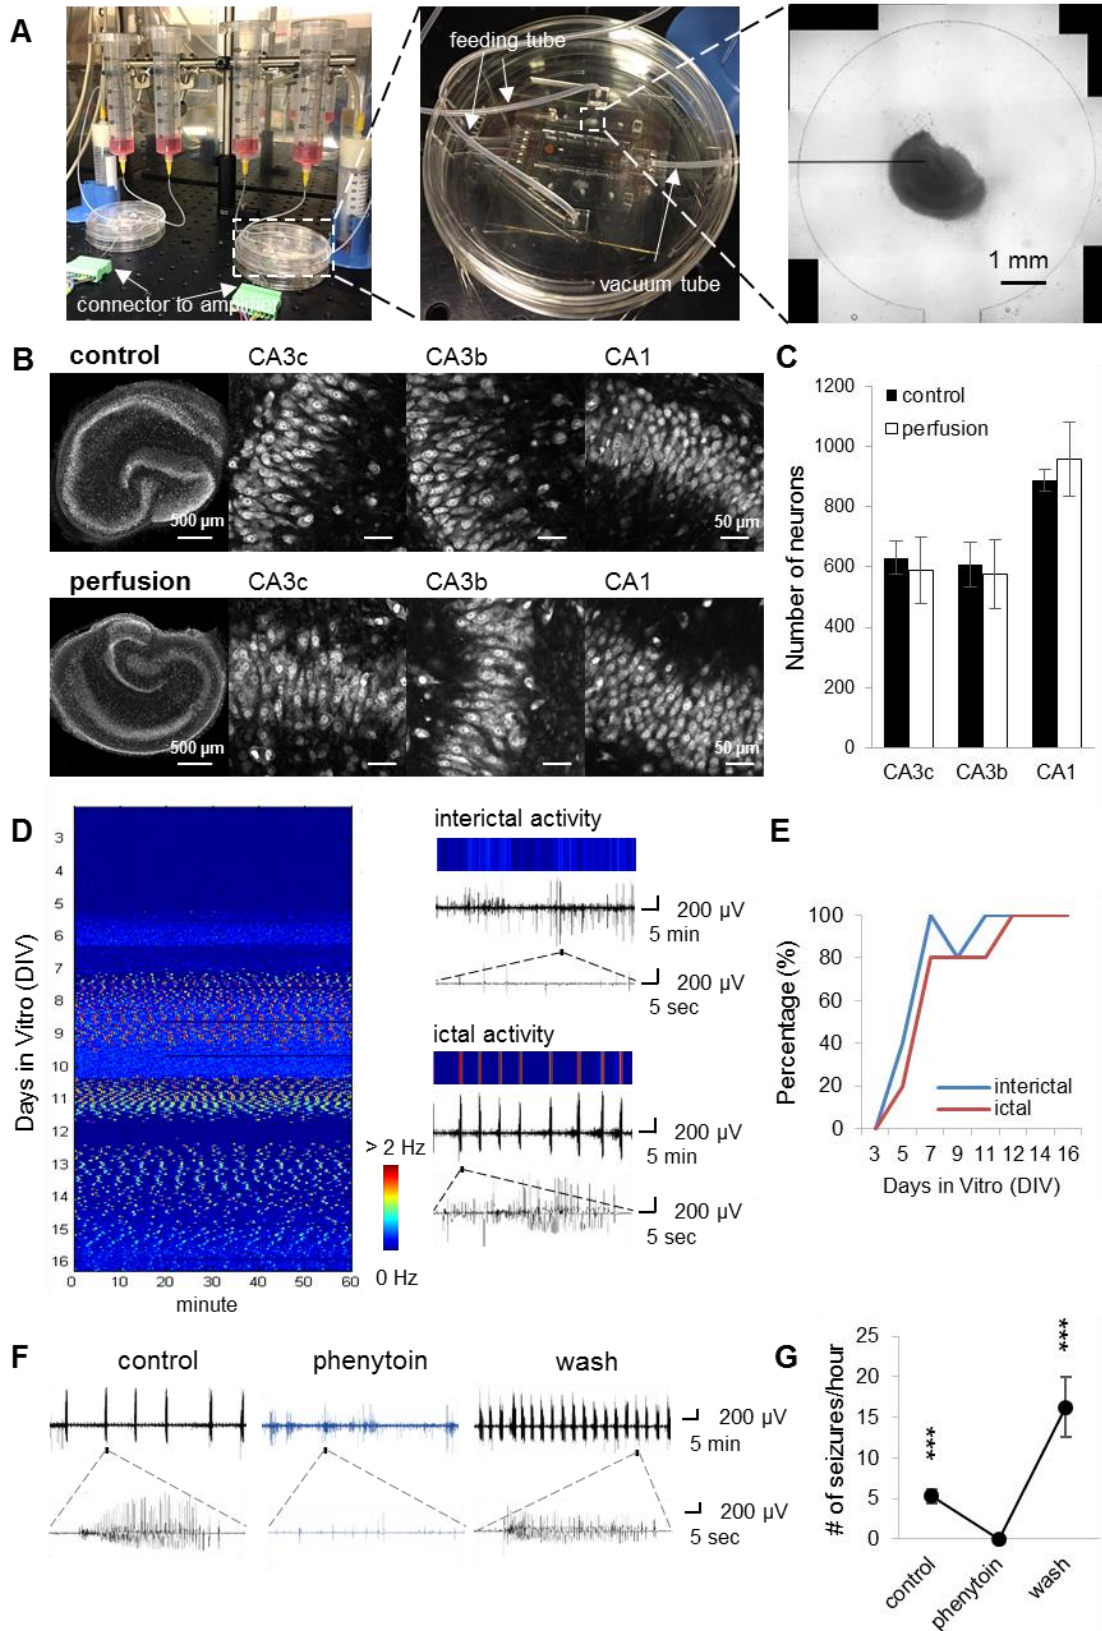 A
feeding tube
connector to amplifier
vacuum tube
1 mm
B
control
CA3c
CA3b
CA1
500 µm
50 µm
perfusion
CA3c
CA3b
CA1
500 µm
50 µm
C
1200
1000
800
600
400
200
0
Number of neurons
control
perfusion
CA3c
CA3b
CA1
D
Days in Vitro (DIV)
3
4
5
6
7
8
9
10
11
12
13
14
15
16
0
10
20
30
40
50
60
minute
> 2 Hz
0 Hz
interictal activity
200 µV
5 min
200 µV
5 sec
ictal activity
200 µV
5 min
200 µV
5 sec
E
Percentage (%)
100
80
60
40
20
0
interictal
ictal
3 5 7 9 11 12 14 16
Days in Vitro (DIV)
F
control
phenytoin
wash
200 µV
5 min
200 µV
5 sec
G
# of seizures/hour
25
20
15
10
5
0
***
***
control
phenytoin
wash